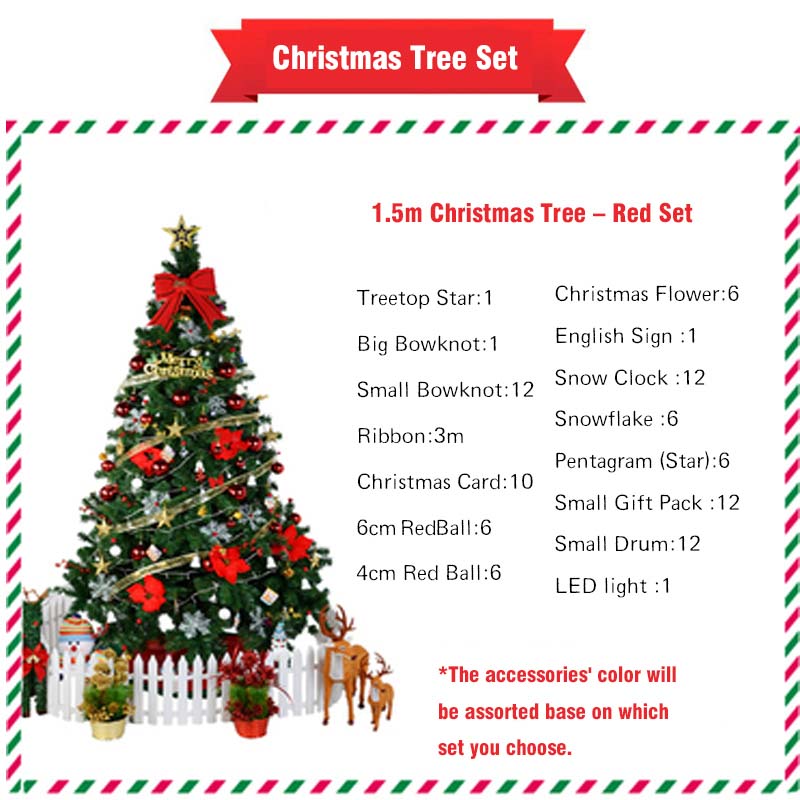 Christmas Tree Set
1.5m Christmas Tree – Red Set
Treetop Star:1
Big Bowknot:1
Small Bowknot:12
Ribbon:3m
Christmas Card:10
6cm RedBall:6
4cm Red Ball:6
Christmas Flower:6
English Sign :1
Snow Clock :12
Snowflake :6
Pentagram (Star):6
Small Gift Pack :12
Small Drum:12
LED light :1
Merry
Christmas
*The accessories' color will
be assorted base on which
set you choose.